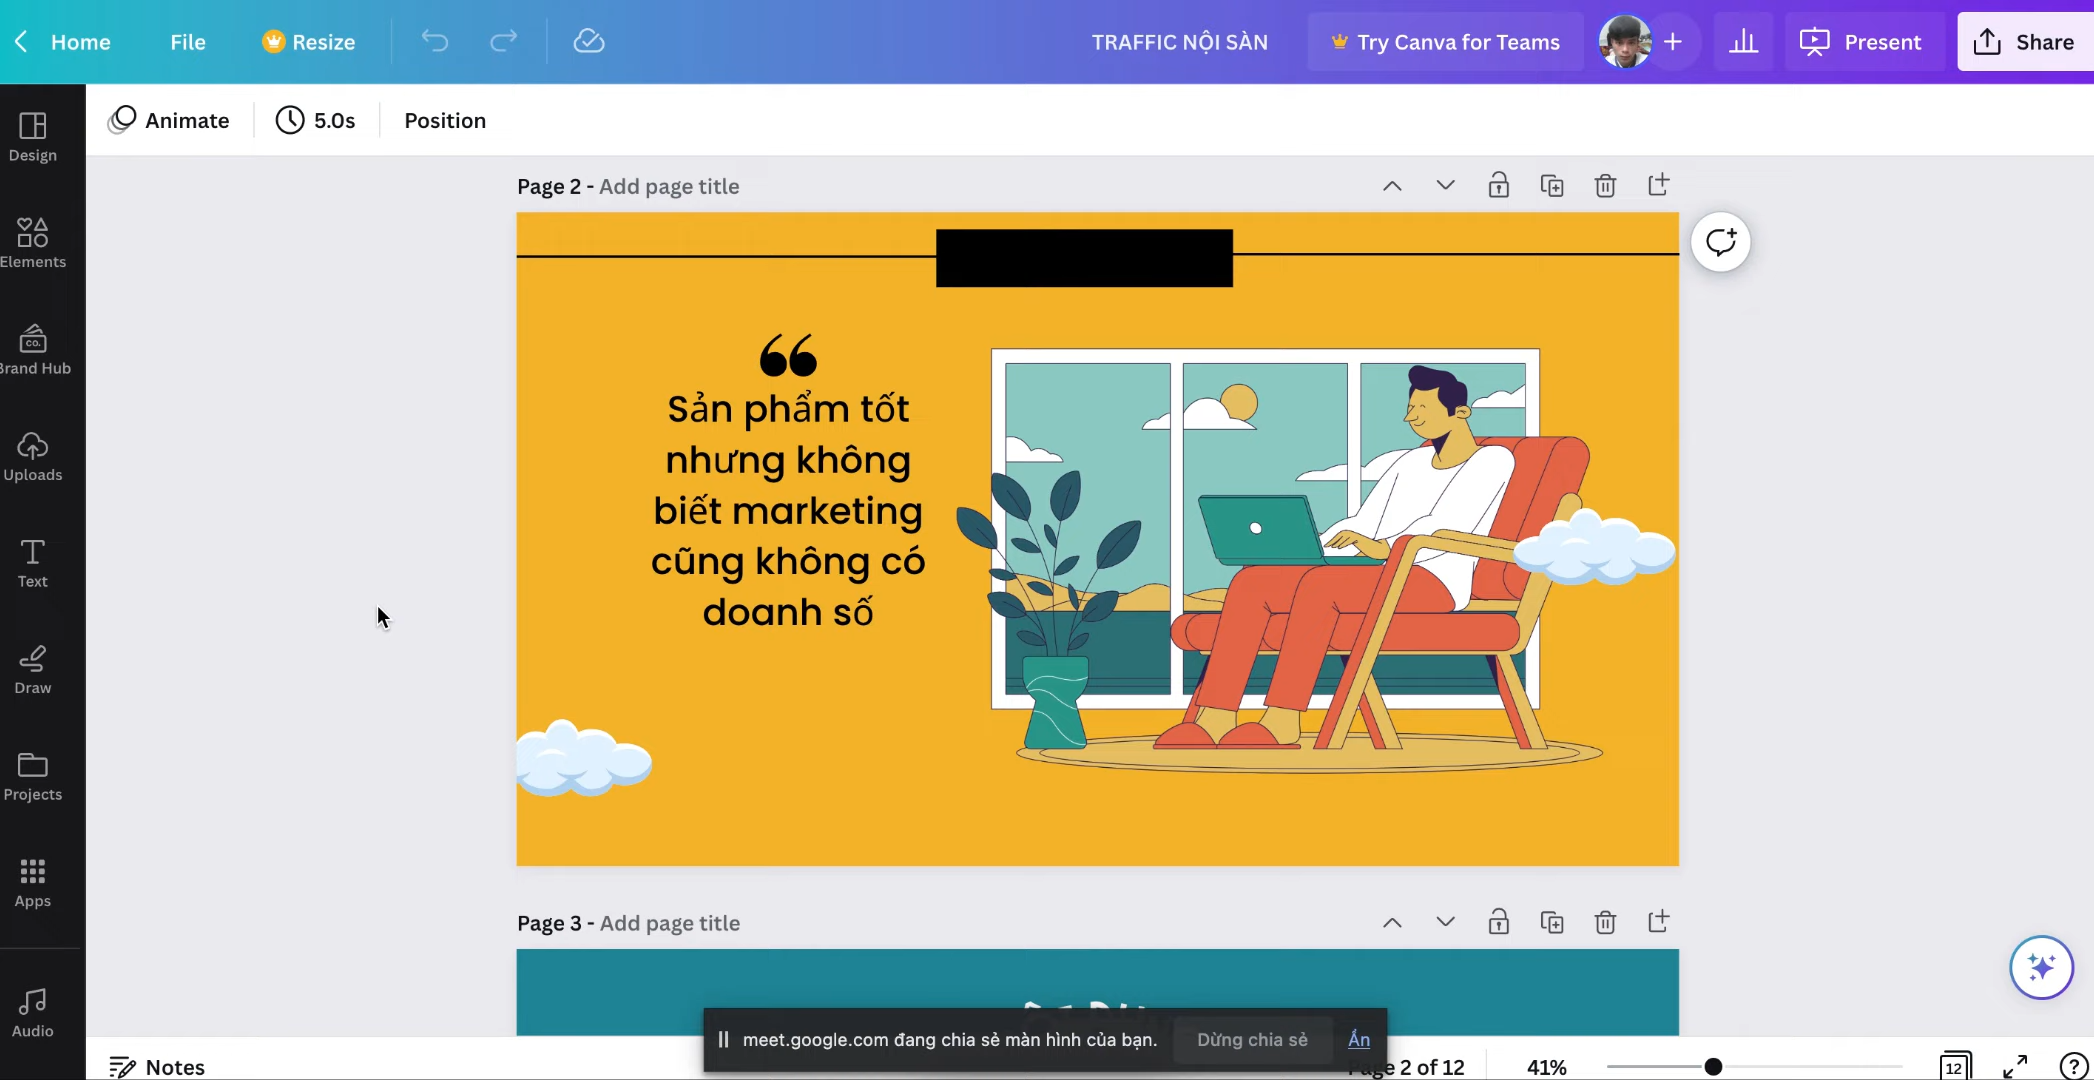 Home File Resize TRAFFIC NỘI SÀN Try Canva for Teams Present Share
Animate 5.0s Position
Design
Elements
Brand Hub
Uploads
Text
Draw
Projects
Apps
Audio
Page 2 - Add page title
Sản phẩm tốt
nhưng không
biết marketing
cũng không có
doanh số
Page 3 - Add page title
meet.google.com đang chia sẻ màn hình của bạn. Dừng chia sẻ Ẩn
Notes Page 2 of 12 41% 12